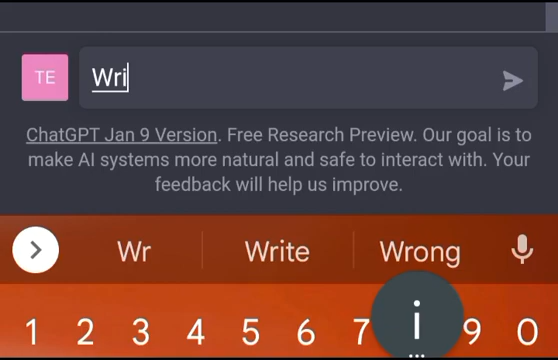 TE Wri
ChatGPT Jan 9 Version. Free Research Preview. Our goal is to
make AI systems more natural and safe to interact with. Your
feedback will help us improve.
Wr Write Wrong
1 2 3 4 5 6 7 i 9 0